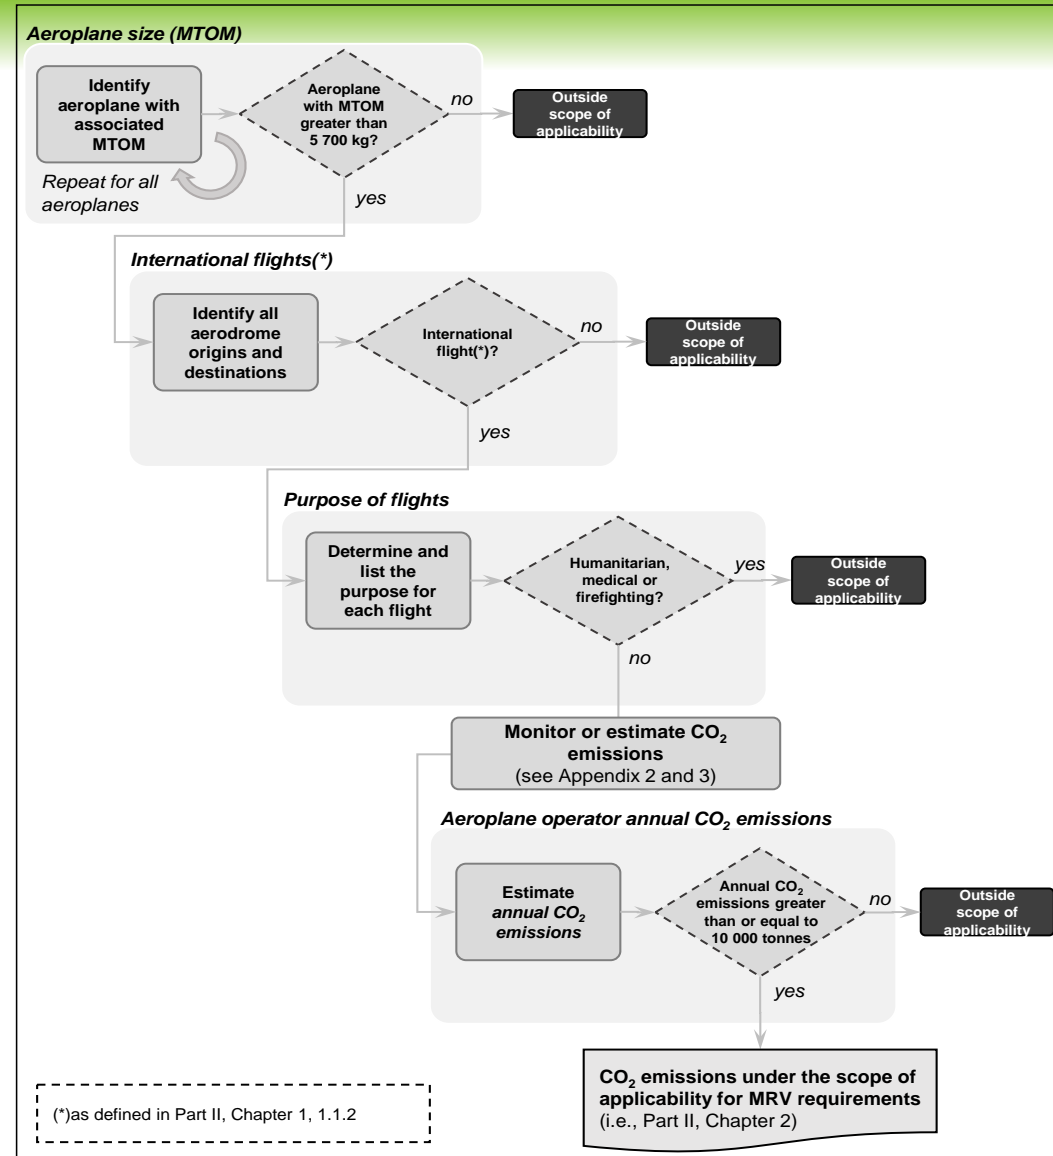 Aeroplane size (MTOM)
Identify
aeroplane with
associated
MTOM
Repeat for all
aeroplanes
Aeroplane
with MTOM
greater than
5 700 kg?
no
Outside
scope of
applicability
yes
International flights(*)
Identify all
aerodrome
origins and
destinations
International
flight(*)?
no
Outside
scope of
applicability
yes
Purpose of flights
Determine and
list the
purpose for
each flight
Humanitarian,
medical or
firefighting?
yes
Outside
scope of
applicability
no
Monitor or estimate CO₂
emissions
(see Appendix 2 and 3)
Aeroplane operator annual CO₂ emissions
Estimate
annual CO₂
emissions
Annual CO₂
emissions greater
than or equal to
10 000 tonnes
no
Outside
scope of
applicability
yes
CO₂ emissions under the scope of
applicability for MRV requirements
(i.e., Part II, Chapter 2)
(*)as defined in Part II, Chapter 1, 1.1.2